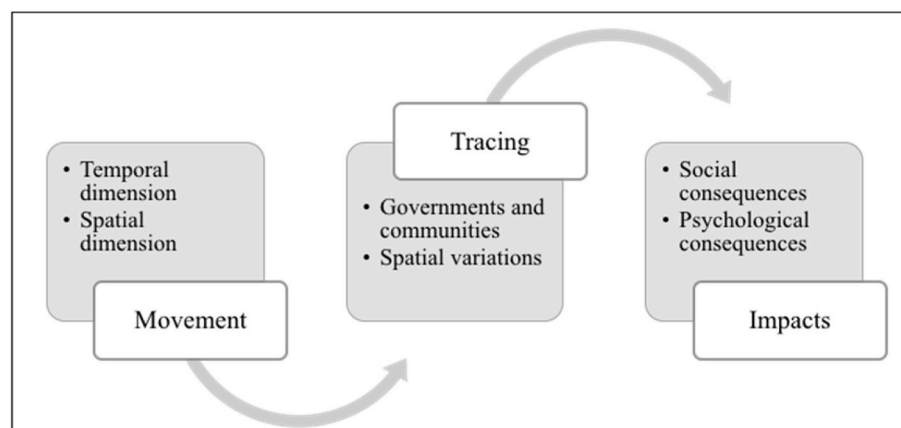 • Temporal
dimension
• Spatial
dimension
Movement
Tracing
• Governments and
communities
• Spatial variations
• Social
consequences
• Psychological
consequences
Impacts